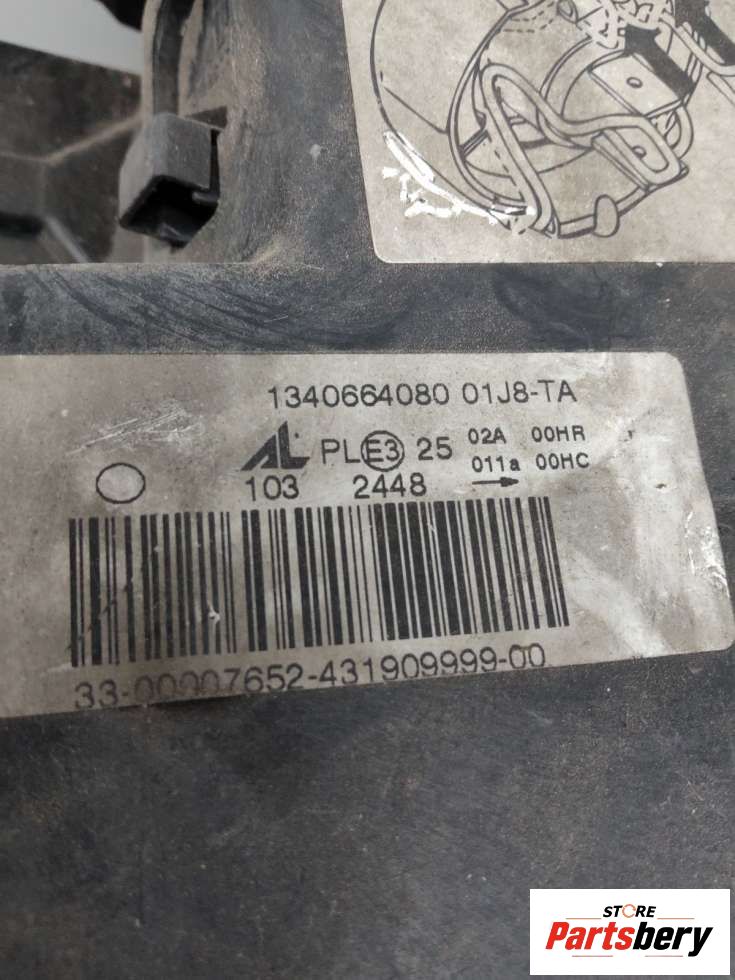 1340664080 01J8-TA
AL PL E3 25 02A 00HR
011a 00HC
103 2448
33-00007652-431909999-00
STORE
Partsbery